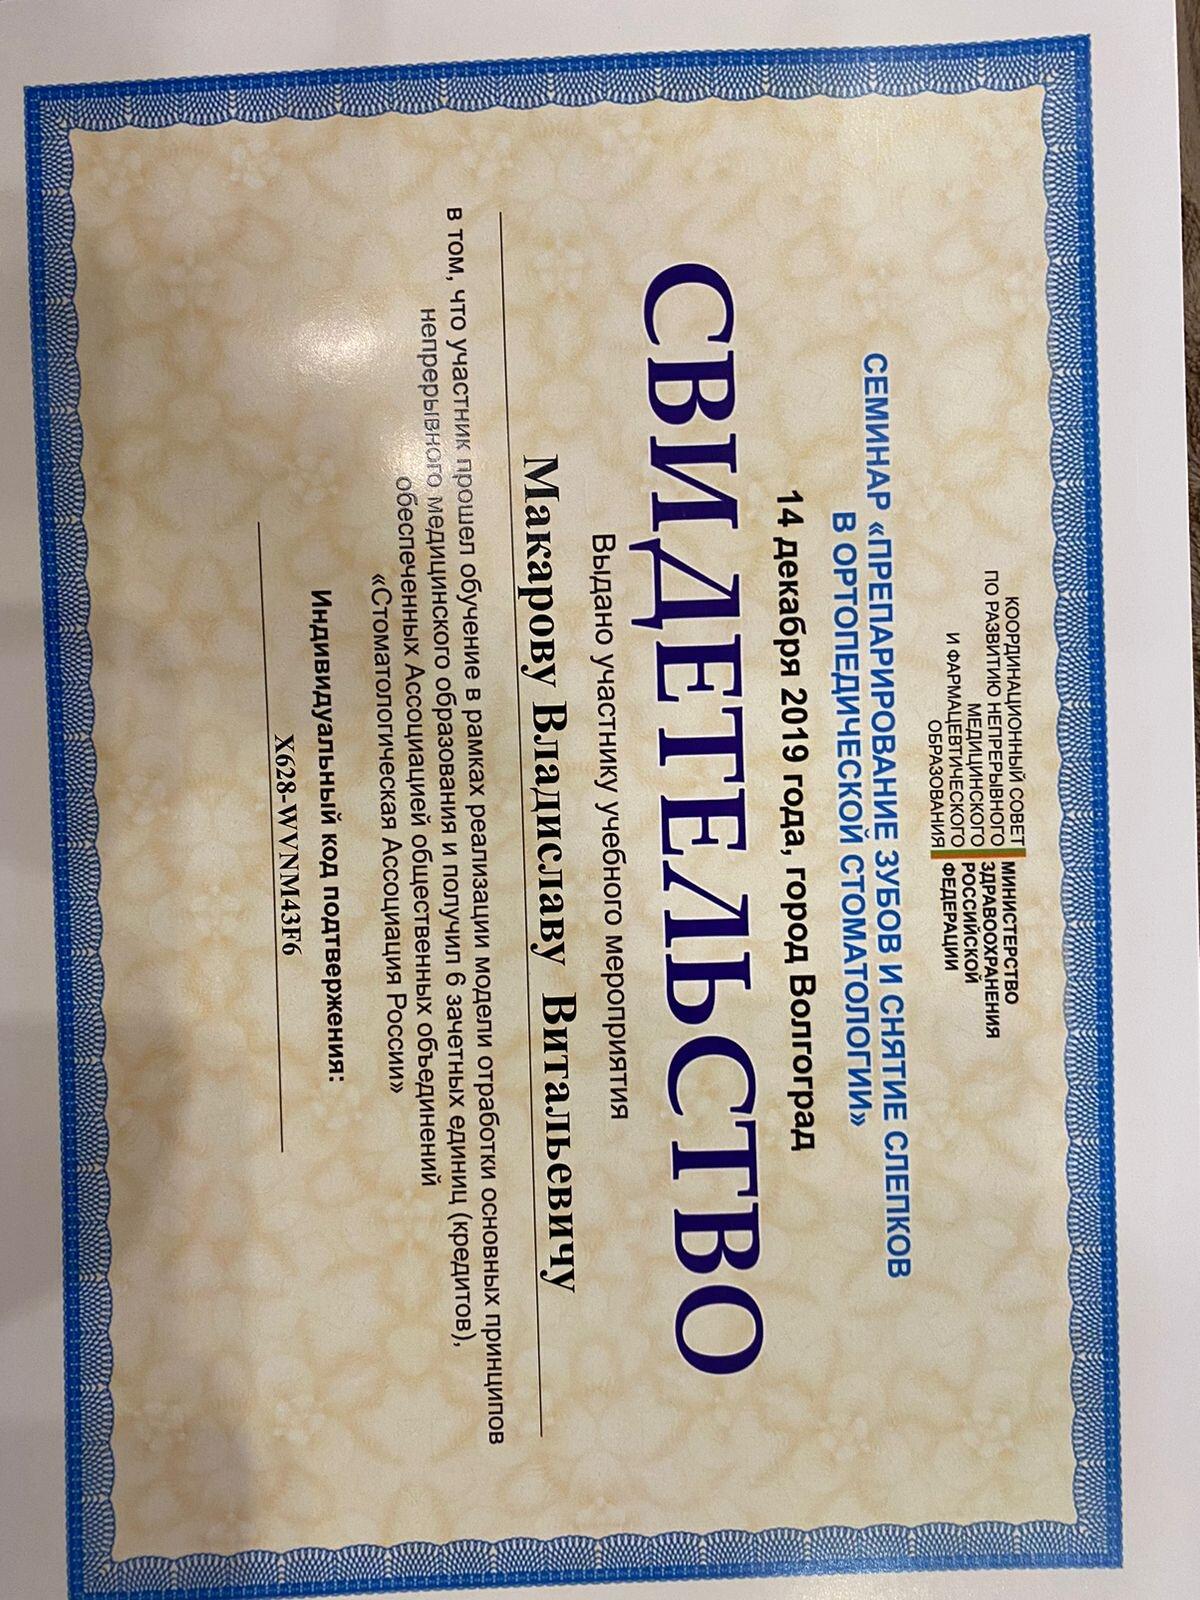 КООРДИНАЦИОННЫЙ СОВЕТ
ПО РАЗВИТИЮ НЕПРЕРЫВНОГО
МЕДИЦИНСКОГО
И ФАРМАЦЕВТИЧЕСКОГО
ОБРАЗОВАНИЯ
МИНИСТЕРСТВО
ЗДРАВООХРАНЕНИЯ
РОССИЙСКОЙ
ФЕДЕРАЦИИ
СЕМИНАР «ПРЕПАРИРОВАНИЕ ЗУБОВ И СНЯТИЕ СЛЕПКОВ
В ОРТОПЕДИЧЕСКОЙ СТОМАТОЛОГИИ»
14 декабря 2019 года, город Волгоград
СВИДЕТЕЛЬСТВО
Выдано участнику учебного мероприятия
Макарову Владиславу Витальевичу
в том, что участник прошел обучение в рамках реализации модели отработки основных принципов
непрерывного медицинского образования и получил 6 зачетных единиц (кредитов),
обеспеченных Ассоциацией общественных объединений
«Стоматологическая Ассоциация России»
Индивидуальный код подтвержения:
X628-WVNM43F6